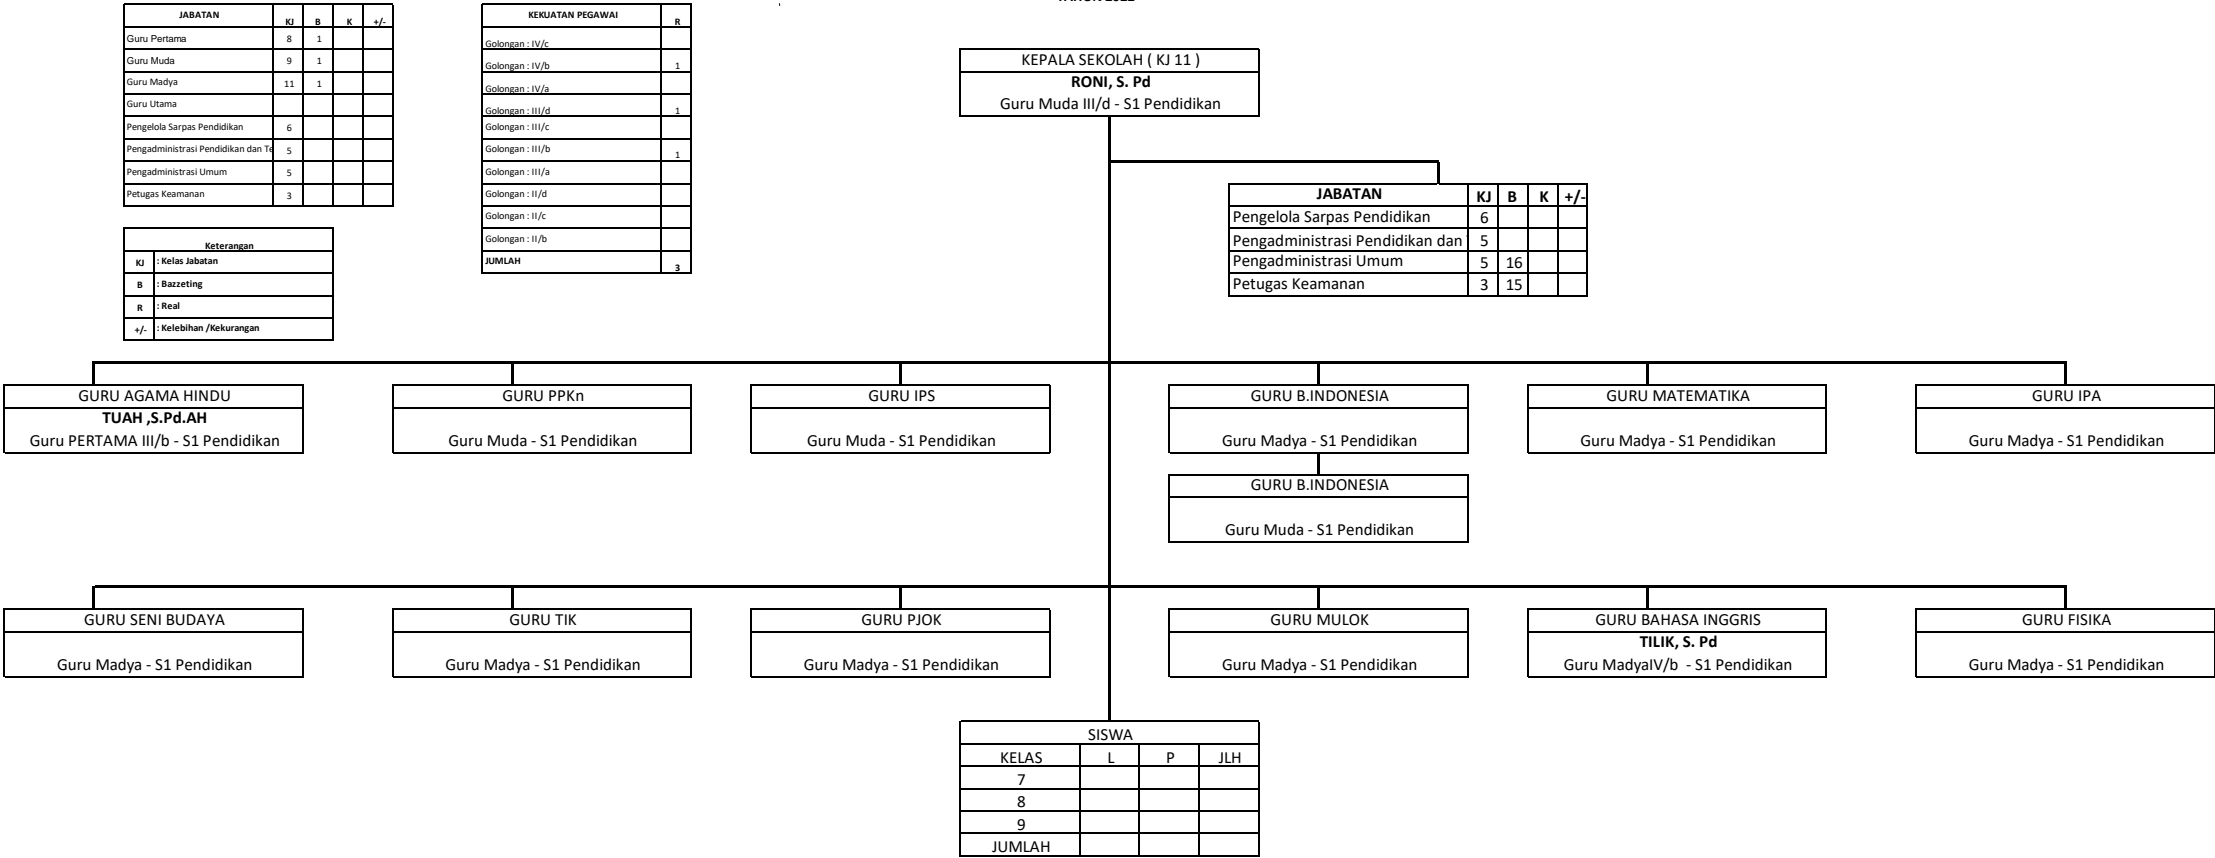 JABATAN KJ B K +/-
Guru Pertama 8 1
Guru Muda 9 1
Guru Madya 11 1
Guru Utama
Pengelola Sarpas Pendidikan 6
Pengadministrasi Pendidikan dan Te 5
Pengadministrasi Umum 5
Petugas Keamanan 3
Keterangan
KJ : Kelas Jabatan
B : Bazzeting
R : Real
+/- : Kelebihan /Kekurangan
KEKUATAN PEGAWAI R
Golongan : IV/c
Golongan : IV/b 1
Golongan : IV/a
Golongan : III/d 1
Golongan : III/c
Golongan : III/b 1
Golongan : III/a
Golongan : II/d
Golongan : II/c
Golongan : II/b
JUMLAH 3
KEPALA SEKOLAH ( KJ 11 )
RONI, S. Pd
Guru Muda III/d - S1 Pendidikan
JABATAN KJ B K +/-
Pengelola Sarpas Pendidikan 6
Pengadministrasi Pendidikan dan 5
Pengadministrasi Umum 5 16
Petugas Keamanan 3 15
GURU AGAMA HINDU
TUAH ,S.Pd.AH
Guru PERTAMA III/b - S1 Pendidikan
GURU PPKn
Guru Muda - S1 Pendidikan
GURU IPS
Guru Muda - S1 Pendidikan
GURU B.INDONESIA
Guru Madya - S1 Pendidikan
GURU MATEMATIKA
Guru Madya - S1 Pendidikan
GURU IPA
Guru Madya - S1 Pendidikan
GURU B.INDONESIA
Guru Muda - S1 Pendidikan
GURU SENI BUDAYA
Guru Madya - S1 Pendidikan
GURU TIK
Guru Madya - S1 Pendidikan
GURU PJOK
Guru Madya - S1 Pendidikan
GURU MULOK
Guru Madya - S1 Pendidikan
GURU BAHASA INGGRIS
TILIK, S. Pd
Guru MadyaIV/b - S1 Pendidikan
GURU FISIKA
Guru Madya - S1 Pendidikan
SISWA
KELAS L P JLH
7
8
9
JUMLAH